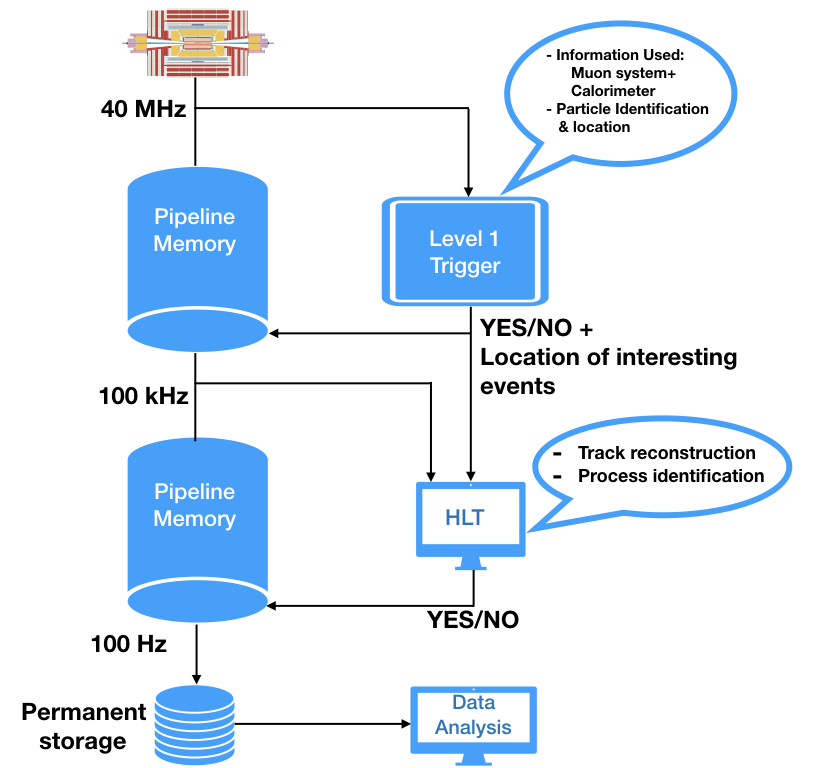 - Information Used:
Muon system+
Calorimeter
- Particle Identification
& location
40 MHz
Pipeline
Memory
Level 1
Trigger
YES/NO +
Location of interesting
events
100 kHz
- Track reconstruction
- Process identification
Pipeline
Memory
HLT
YES/NO
100 Hz
Permanent
storage
Data
Analysis